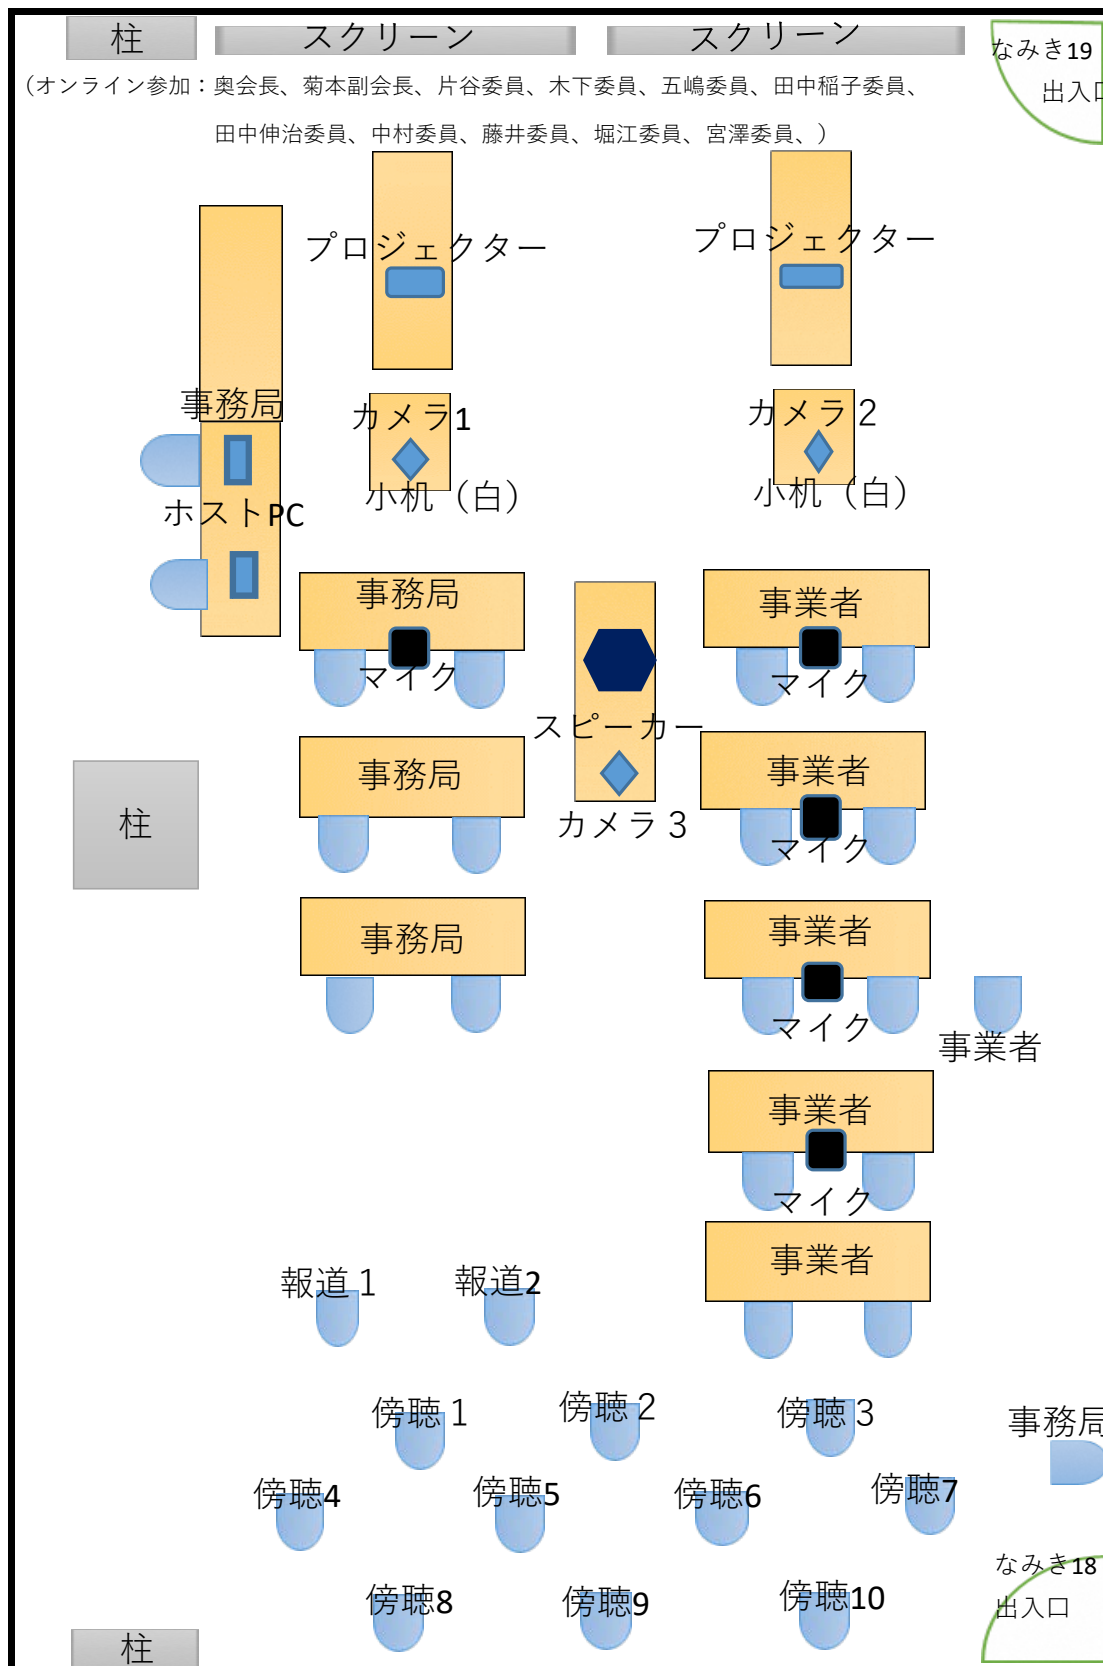 柱
スクリーン
スクリーン
なみき19
出入口
（オンライン参加：奥会長、菊本副会長、片谷委員、木下委員、五嶋委員、田中稲子委員、
田中伸治委員、中村委員、藤井委員、堀江委員、宮澤委員、）
プロジェクター
プロジェクター
事務局
カメラ1
カメラ２
小机（白）
小机（白）
ホストPC
事務局
事業者
マイク
マイク
スピーカー
事務局
事業者
柱
カメラ３
マイク
事務局
事業者
マイク
事業者
事業者
マイク
事業者
報道１
報道2
傍聴１
傍聴２
傍聴３
事務局
傍聴4
傍聴5
傍聴6
傍聴7
なみき18
出入口
傍聴8
傍聴9
傍聴10
柱